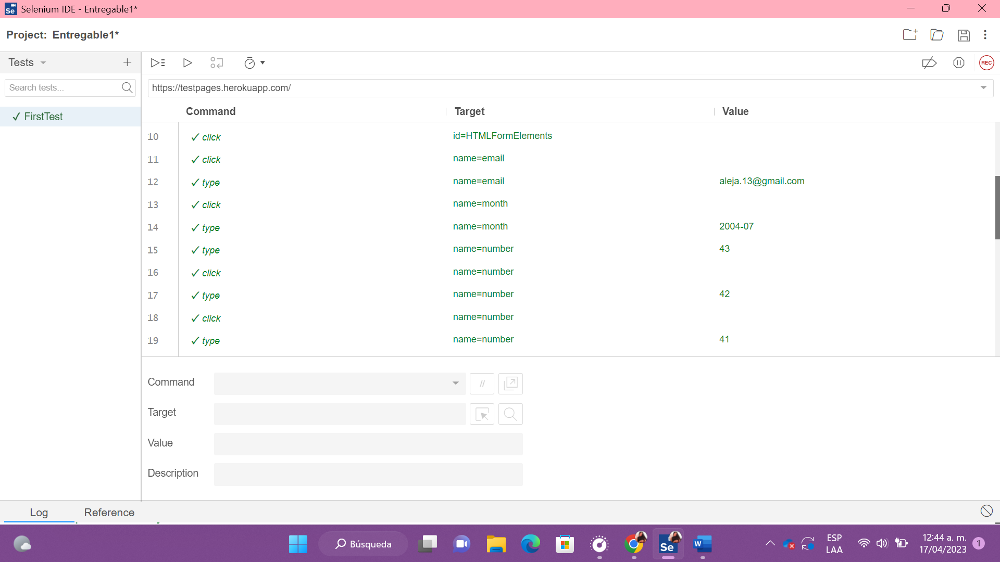 Selenium IDE - Entregable1*
Project: Entregable1*
Tests
Search tests...
FirstTest
REC
https://testpages.herokuapp.com/
Command Target Value
10 ✓ click id=HTMLFormElements
11 ✓ click name=email
12 ✓ type name=email aleja.13@gmail.com
13 ✓ click name=month
14 ✓ type name=month 2004-07
15 ✓ type name=number 43
16 ✓ click name=number
17 ✓ type name=number 42
18 ✓ click name=number
19 ✓ type name=number 41
Command //
Target
Value
Description
Log Reference
Búsqueda
Se
W
ESP
LAA
12:44 a. m.
17/04/2023
1